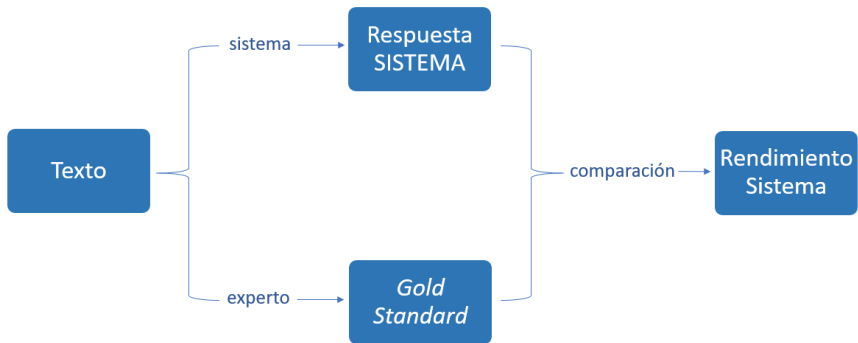 sistema
Respuesta
SISTEMA
Texto
comparación
Rendimiento
Sistema
experto
Gold
Standard